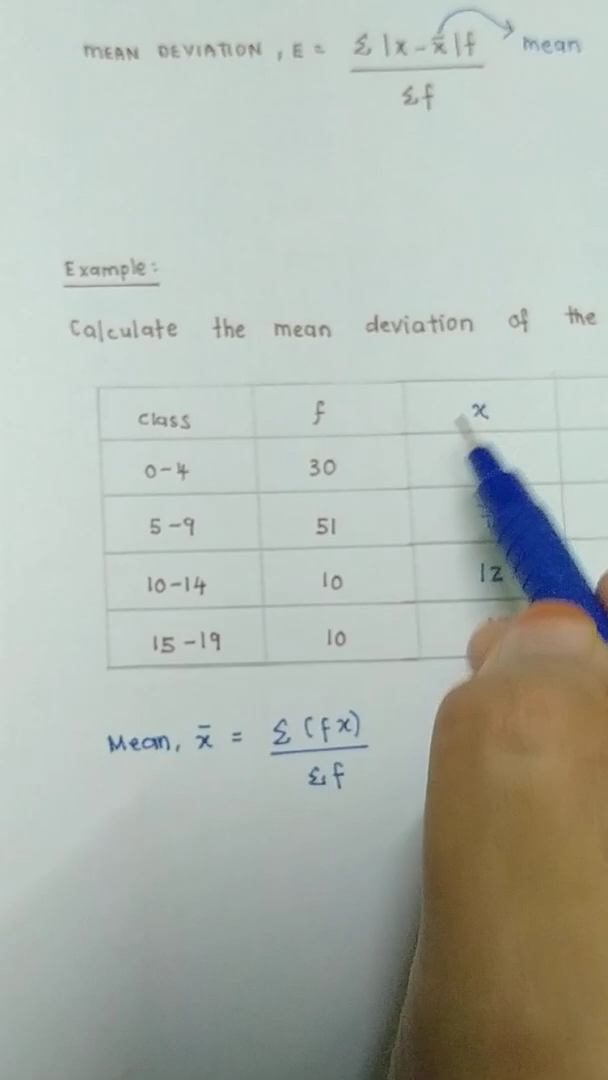 MEAN DEVIATION, E = Σ |x - x̄| f mean
Σf
Example:
Calculate the mean deviation of the
class f x
0-4 30
5-9 51
10-14 10 12
15-19 10
Mean, x̄ = Σ (fx)
Σf